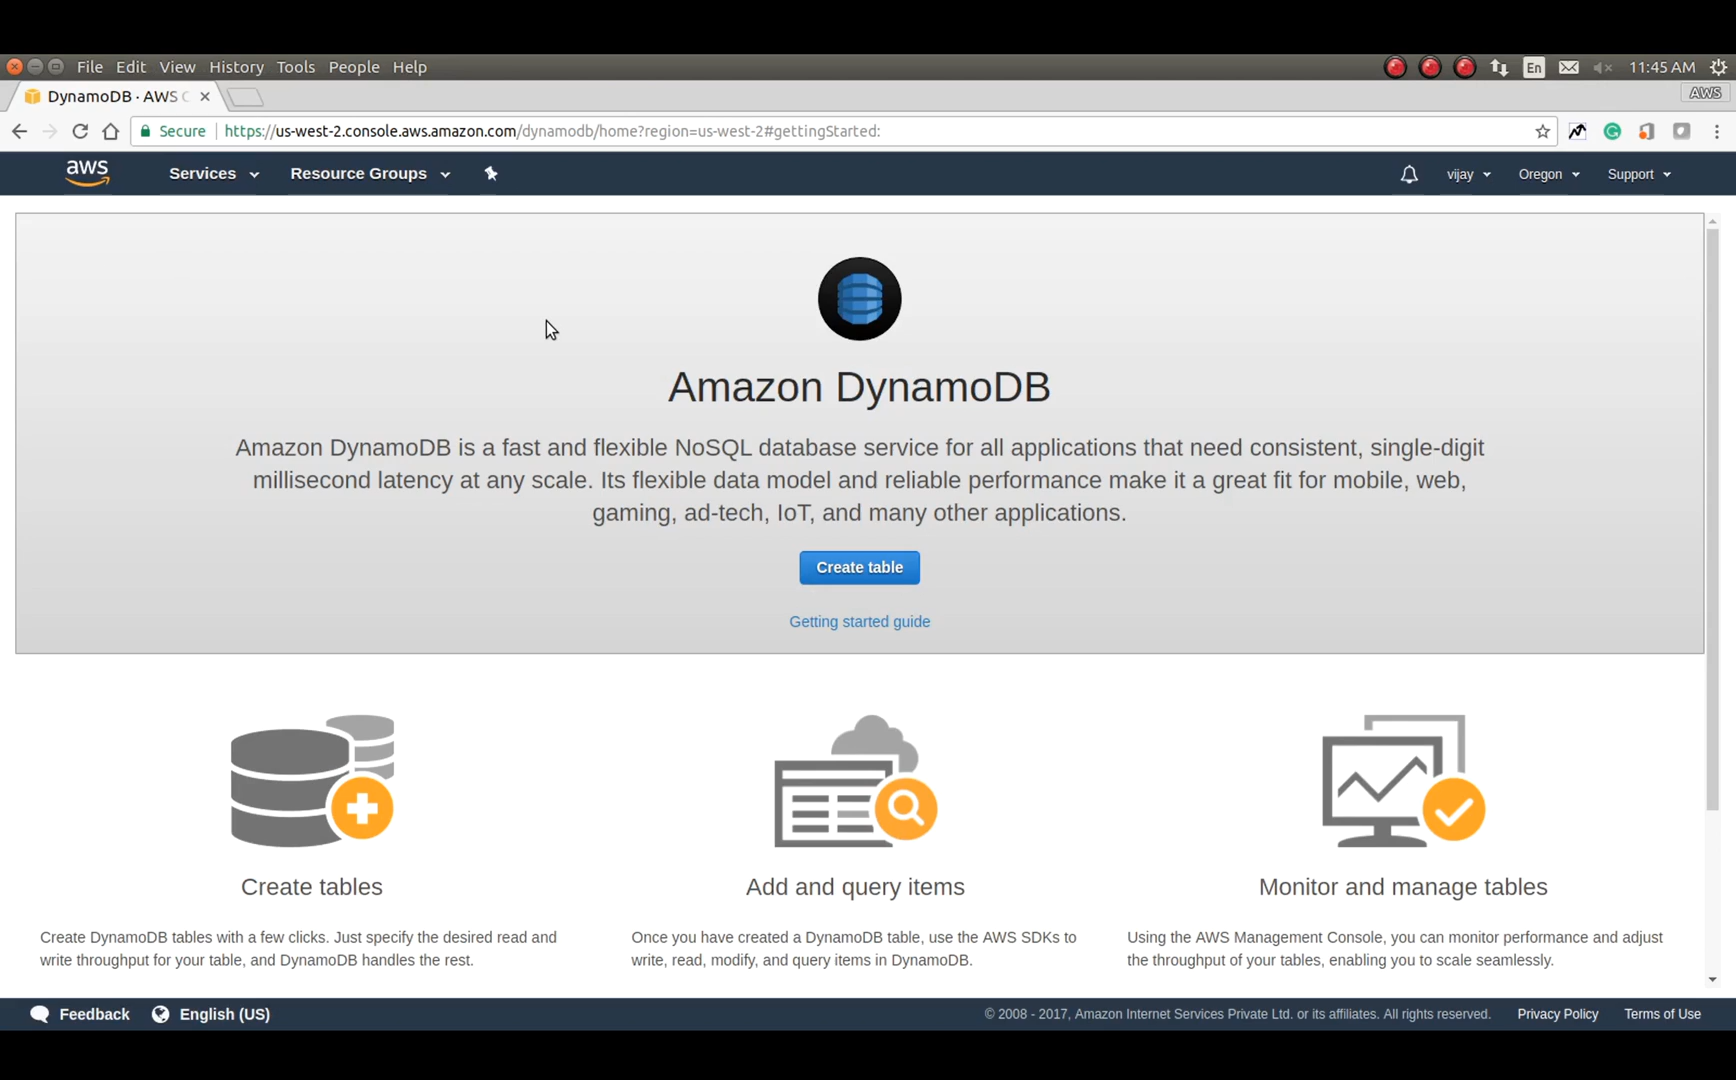 File Edit View History Tools People Help
En 11:45 AM
DynamoDB · AWS C
AWS
Secure https://us-west-2.console.aws.amazon.com/dynamodb/home?region=us-west-2#gettingStarted:
aws Services Resource Groups vijay Oregon Support
Amazon DynamoDB
Amazon DynamoDB is a fast and flexible NoSQL database service for all applications that need consistent, single-digit
millisecond latency at any scale. Its flexible data model and reliable performance make it a great fit for mobile, web,
gaming, ad-tech, IoT, and many other applications.
Create table
Getting started guide
Create tables
Create DynamoDB tables with a few clicks. Just specify the desired read and
write throughput for your table, and DynamoDB handles the rest.
Add and query items
Once you have created a DynamoDB table, use the AWS SDKs to
write, read, modify, and query items in DynamoDB.
Monitor and manage tables
Using the AWS Management Console, you can monitor performance and adjust
the throughput of your tables, enabling you to scale seamlessly.
Feedback English (US) © 2008 - 2017, Amazon Internet Services Private Ltd. or its affiliates. All rights reserved. Privacy Policy Terms of Use